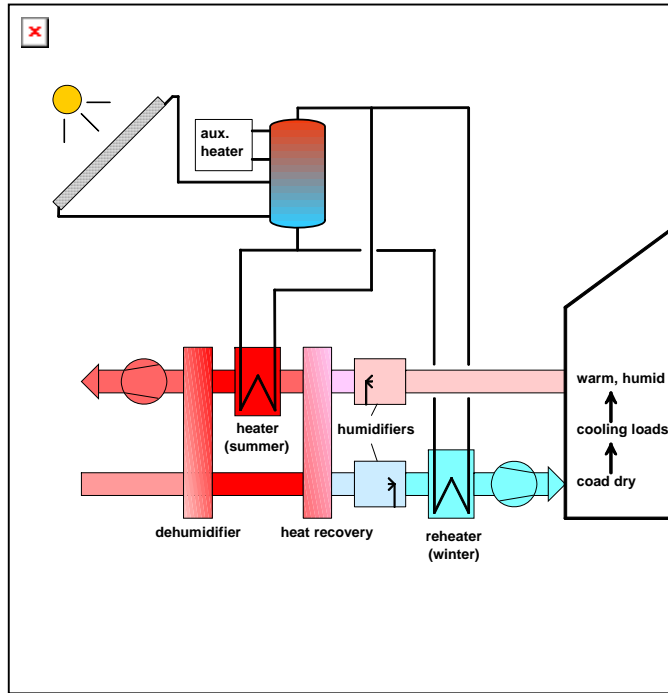 aux.
heater
heater
(summer)
humidifiers
warm, humid
cooling loads
coad dry
dehumidifier
heat recovery
reheater
(winter)